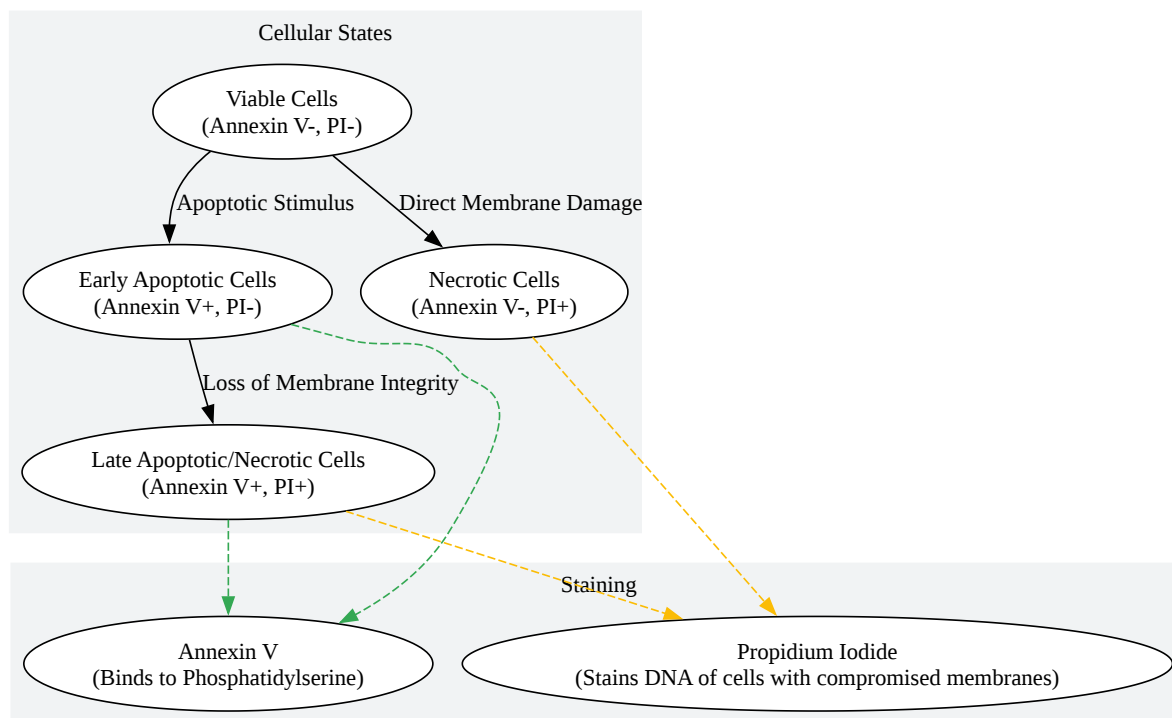 Cellular States
Viable Cells
(Annexin V-, PI-)
Apoptotic Stimulus
Direct Membrane Damage
Early Apoptotic Cells
(Annexin V+, PI-)
Necrotic Cells
(Annexin V-, PI+)
Loss of Membrane Integrity
Late Apoptotic/Necrotic Cells
(Annexin V+, PI+)
Staining
Annexin V
(Binds to Phosphatidylserine)
Propidium Iodide
(Stains DNA of cells with compromised membranes)